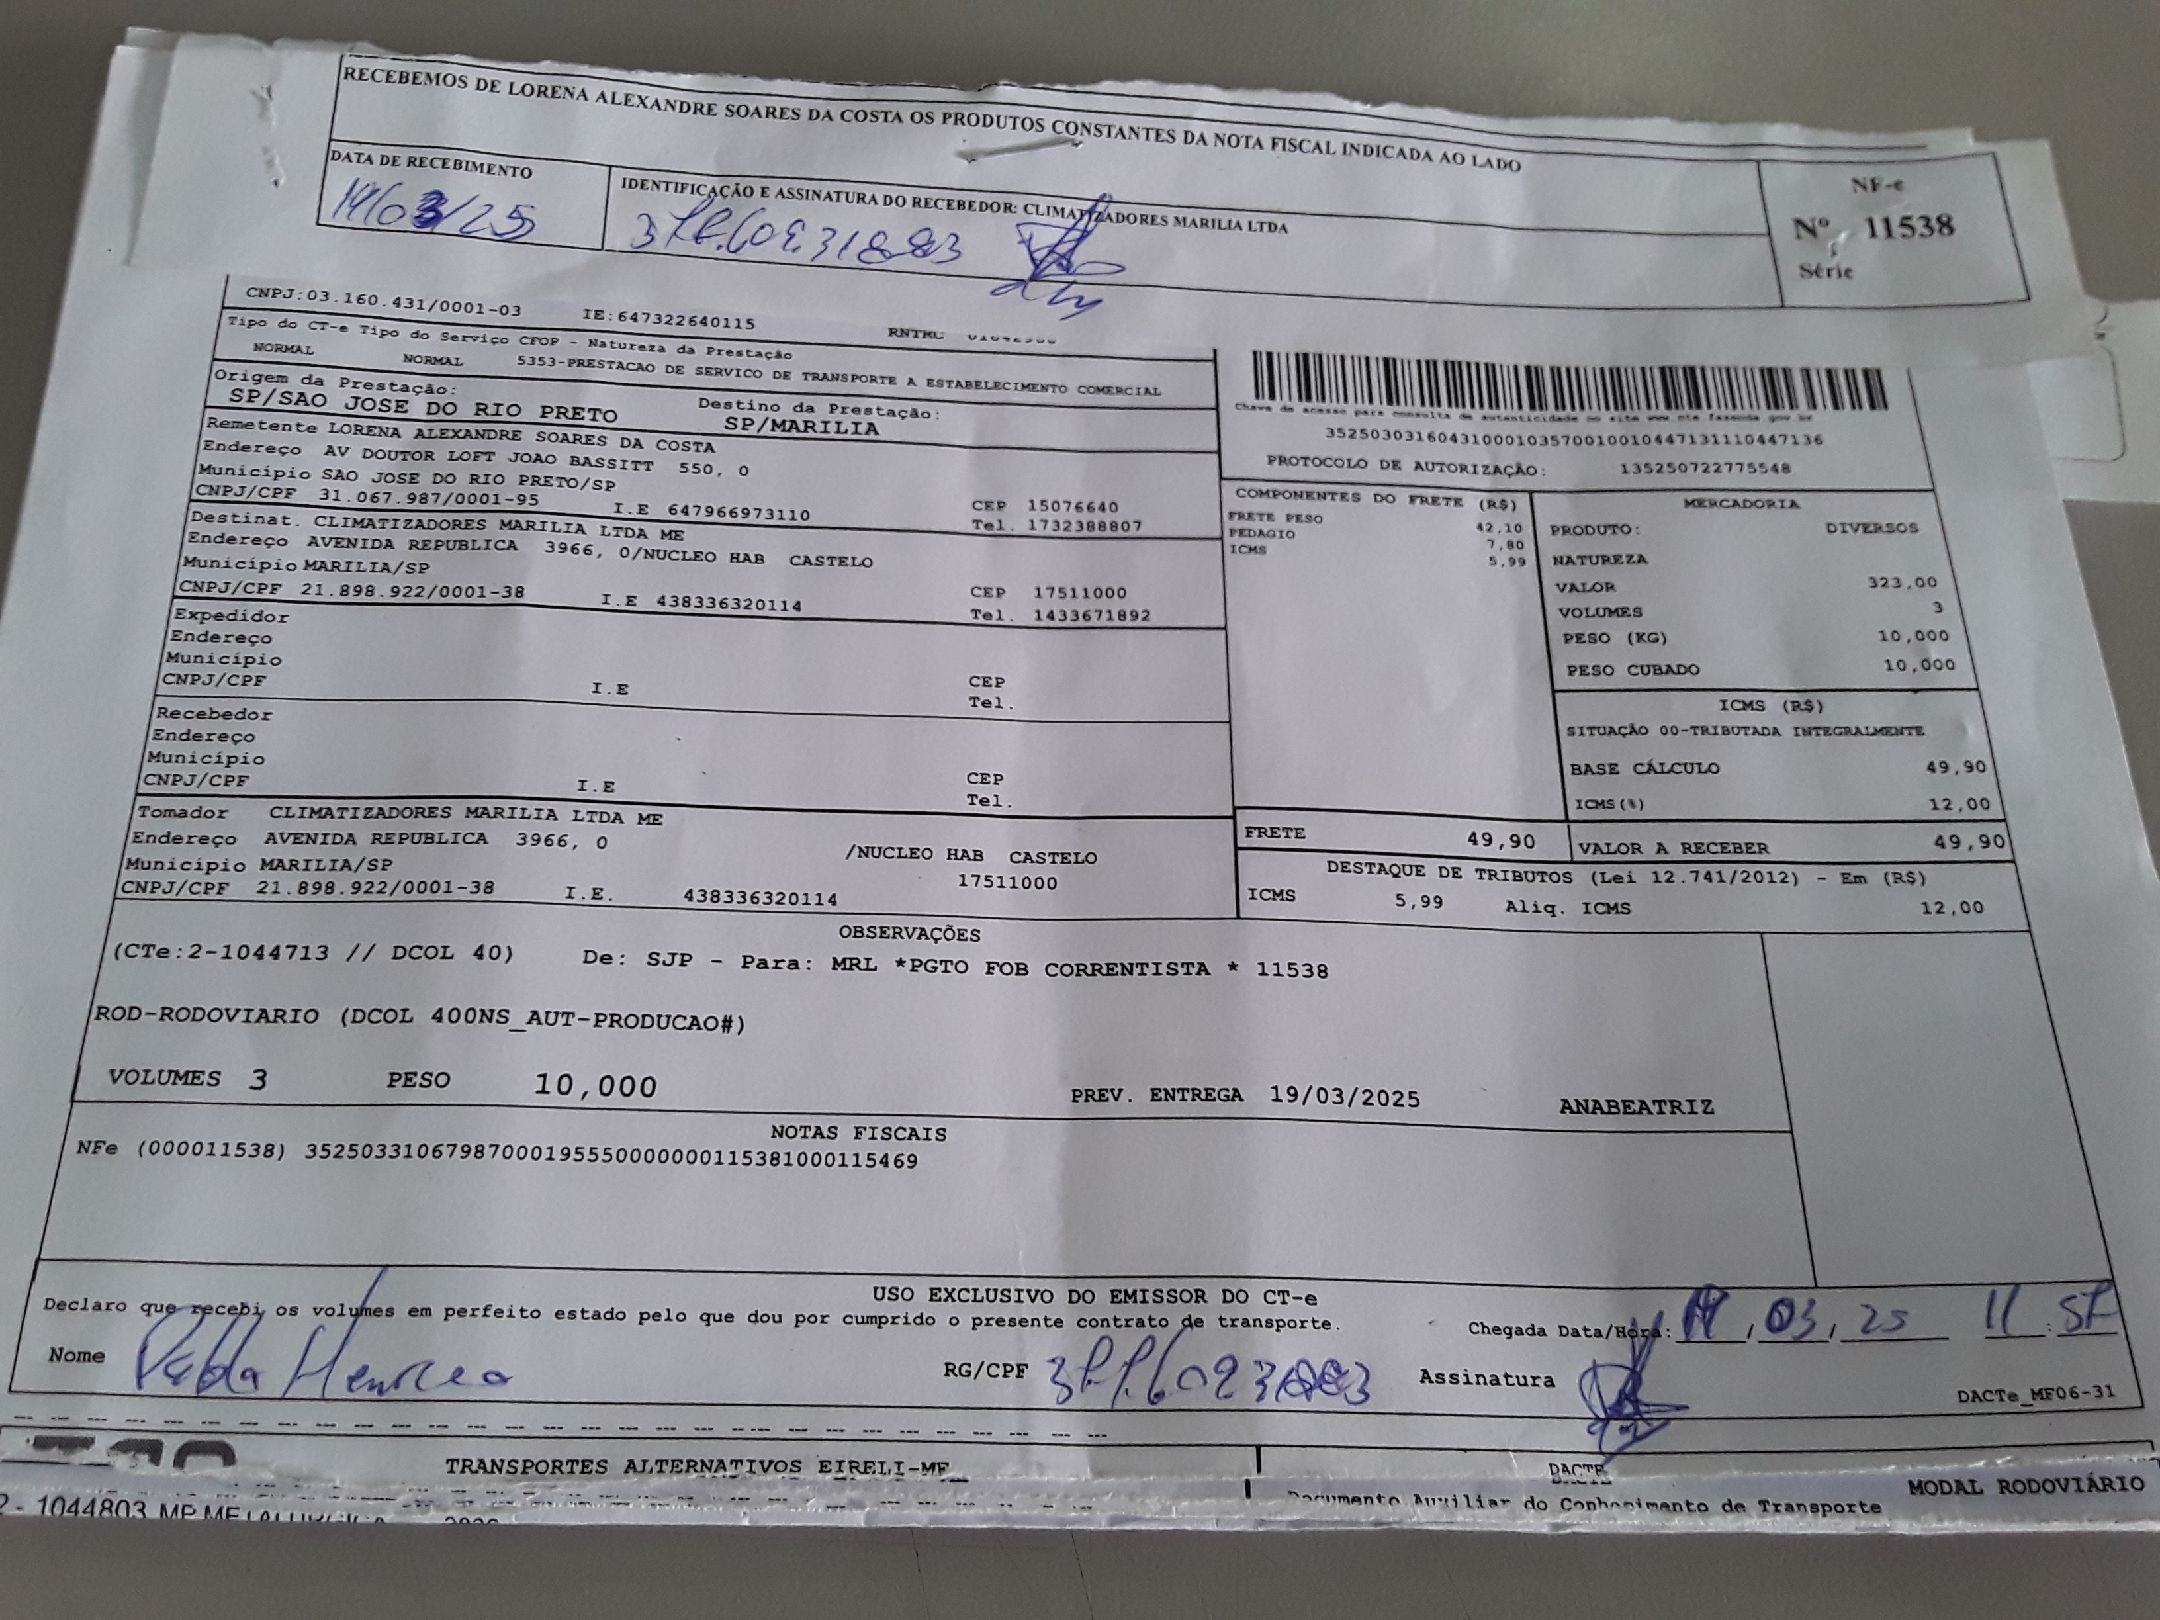 RECEBEMOS DE LORENA ALEXANDRE SOARES DA COSTA OS PRODUTOS CONSTANTES DA NOTA FISCAL INDICADA AO LADO
DATA DE RECEBIMENTO
IDENTIFICAÇÃO E ASSINATURA DO RECEBEDOR: CLIMATIZADORES MARILIA LTDA
NF-e
Nº 11538
Série
CNPJ:03.160.431/0001-03 IE:647322640115 RNTRC
Tipo do CT-e Tipo do Serviço CFOP - Natureza da Prestação
NORMAL NORMAL 5353-PRESTACAO DE SERVICO DE TRANSPORTE A ESTABELECIMENTO COMERCIAL
Origem da Prestação: Destino da Prestação:
SP/SAO JOSE DO RIO PRETO SP/MARILIA
Remetente LORENA ALEXANDRE SOARES DA COSTA
Endereço AV DOUTOR LOFT JOAO BASSITT 550, 0
Município SAO JOSE DO RIO PRETO/SP CEP 15076640
CNPJ/CPF 31.067.987/0001-95 I.E 647966973110 Tel. 1732388807
Destinat. CLIMATIZADORES MARILIA LTDA ME
Endereço AVENIDA REPUBLICA 3966, 0/NUCLEO HAB CASTELO
Município MARILIA/SP CEP 17511000
CNPJ/CPF 21.898.922/0001-38 I.E 438336320114 Tel. 1433671892
Expedidor
Endereço
Município CEP
CNPJ/CPF I.E Tel.
Recebedor
Endereço
Município CEP
CNPJ/CPF I.E Tel.
Tomador CLIMATIZADORES MARILIA LTDA ME
Endereço AVENIDA REPUBLICA 3966, 0 /NUCLEO HAB CASTELO
Município MARILIA/SP 17511000
CNPJ/CPF 21.898.922/0001-38 I.E. 438336320114
Chave de acesso para consulta de autenticidade no site www.cte.fazenda.gov.br
35250303160431000103570010010447131110447136
PROTOCOLO DE AUTORIZAÇÃO: 135250722775548
COMPONENTES DO FRETE (R$)
FRETE PESO 42,10
PEDAGIO 7,80
ICMS 5,99
MERCADORIA
PRODUTO: DIVERSOS
NATUREZA
VALOR 323,00
VOLUMES 3
PESO (KG) 10,000
PESO CUBADO 10,000
ICMS (R$)
SITUAÇÃO 00-TRIBUTADA INTEGRALMENTE
BASE CÁLCULO 49,90
ICMS(%) 12,00
FRETE 49,90 VALOR A RECEBER 49,90
DESTAQUE DE TRIBUTOS (Lei 12.741/2012) - Em (R$)
ICMS 5,99 Aliq. ICMS 12,00
OBSERVAÇÕES
(CTe:2-1044713 // DCOL 40) De: SJP - Para: MRL *PGTO FOB CORRENTISTA * 11538
ROD-RODOVIARIO (DCOL 400NS_AUT-PRODUCAO#)
VOLUMES 3 PESO 10,000 PREV. ENTREGA 19/03/2025 ANABEATRIZ
NOTAS FISCAIS
NFe (000011538) 35250331067987000195550000000115381000115469
USO EXCLUSIVO DO EMISSOR DO CT-e
Declaro que recebi os volumes em perfeito estado pelo que dou por cumprido o presente contrato de transporte.
Chegada Data/Hora: 03, 25 11
Nome RG/CPF Assinatura
DACTe_MF06-31
TRANSPORTES ALTERNATIVOS EIRELI-ME
DACTE
MODAL RODOVIÁRIO
Documento Auxiliar do Conhecimento de Transporte
- 1044803